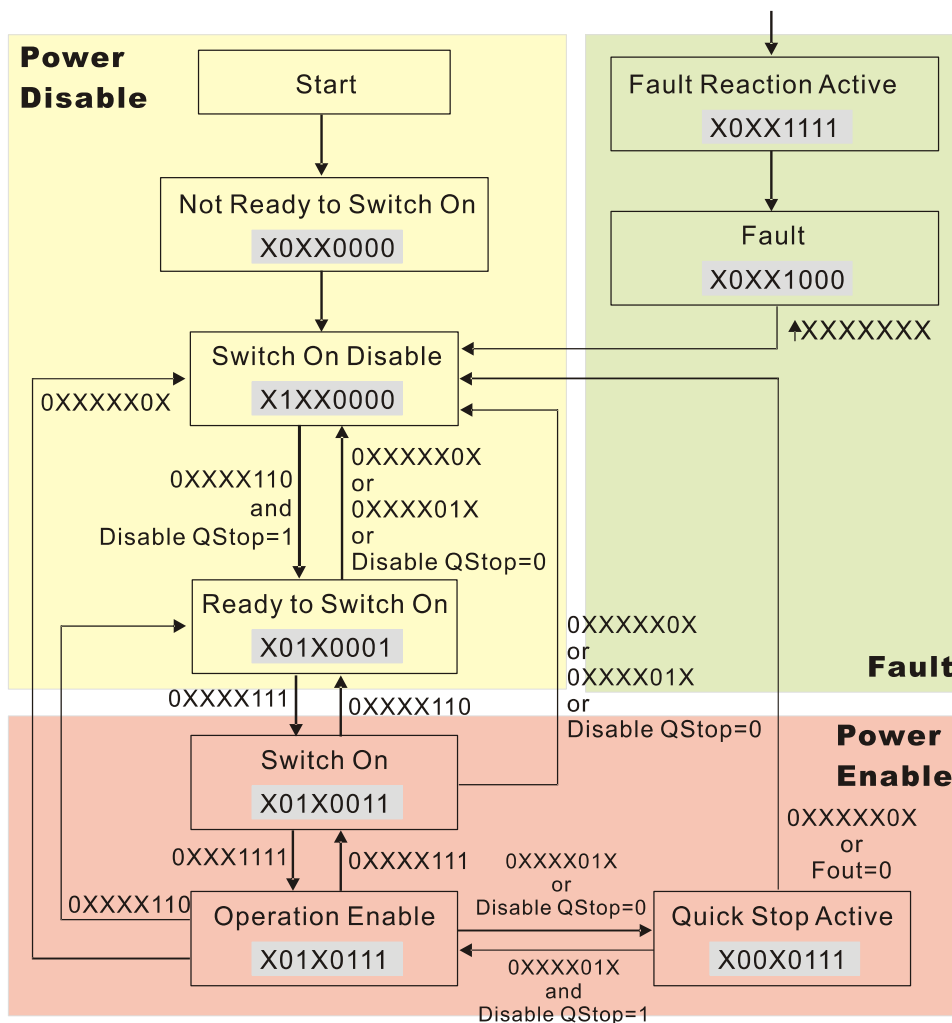 Power
Disable
Start
Not Ready to Switch On
X0XX0000
Switch On Disable
X1XX0000
0XXXXX0X
0XXXX110
and
Disable QStop=1
0XXXXX0X
or
0XXXX01X
or
Disable QStop=0
Ready to Switch On
X01X0001
0XXXX111
0XXXX110
Fault Reaction Active
X0XX1111
Fault
X0XX1000
XXXXXXX
Fault
0XXXXX0X
or
0XXXX01X
or
Disable QStop=0
Power
Enable
Switch On
X01X0011
0XXX1111
0XXXX111
0XXXX110
Operation Enable
X01X0111
0XXXX01X
or
Disable QStop=0
0XXXX01X
and
Disable QStop=1
0XXXXX0X
or
Fout=0
Quick Stop Active
X00X0111